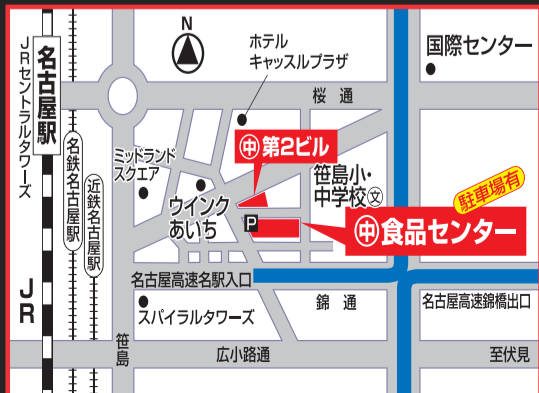 N
ホテル
キャッスルプラザ
国際センター
JRセントラルタワーズ
名古屋駅
桜通
㊥第2ビル
名鉄名古屋駅
ミッドランド
スクエア
笹島小・
中学校
文
駐車場有
近鉄名古屋駅
ウインク
あいち
P
㊥食品センター
JR
名古屋高速名駅入口
錦通
名古屋高速錦橋出口
スパイラルタワーズ
笹島
広小路通
至伏見